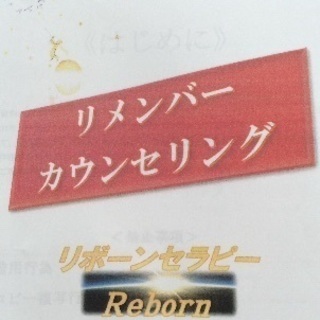 《はじめに》
リメンバー
カウンセリング
リボーンセラピー
Reborn